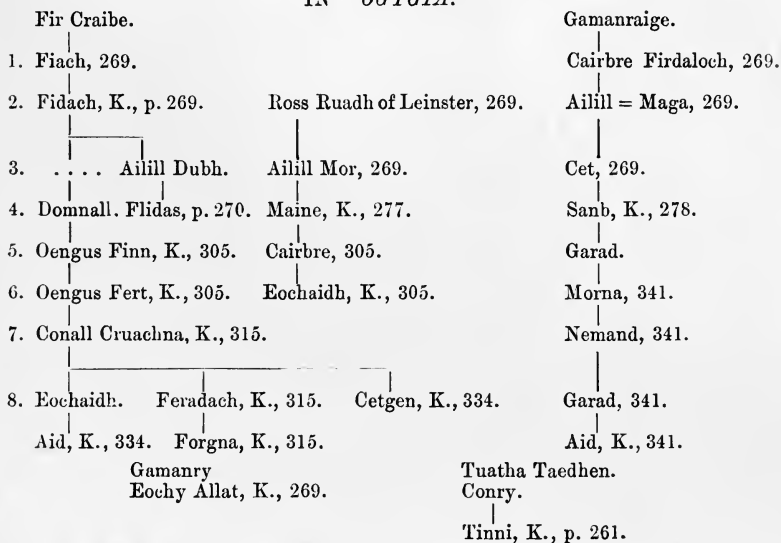 IN OGYGIA.
Fir Craibe. Gamanraige.
1. Fiach, 269. Cairbre Firdaloch, 269.
2. Fidach, K., p. 269. Ross Ruadh of Leinster, 269. Ailill = Maga, 269.
3. .... Ailill Dubh. Ailill Mor, 269. Cet, 269.
4. Domnall. Flidas, p. 270. Maine, K., 277. Sanb, K., 278.
5. Oengus Finn, K., 305. Cairbre, 305. Garad.
6. Oengus Fert, K., 305. Eochaidh, K., 305. Morna, 341.
7. Conall Cruachna, K., 315. Nemand, 341.
8. Eochaidh. Feradach, K., 315. Cetgen, K., 334. Garad, 341.
Aid, K., 334. Forgna, K., 315. Aid, K., 341.
Gamanry Tuatha Taedhen.
Eochy Allat, K., 269. Conry.
Tinni, K., p. 261.